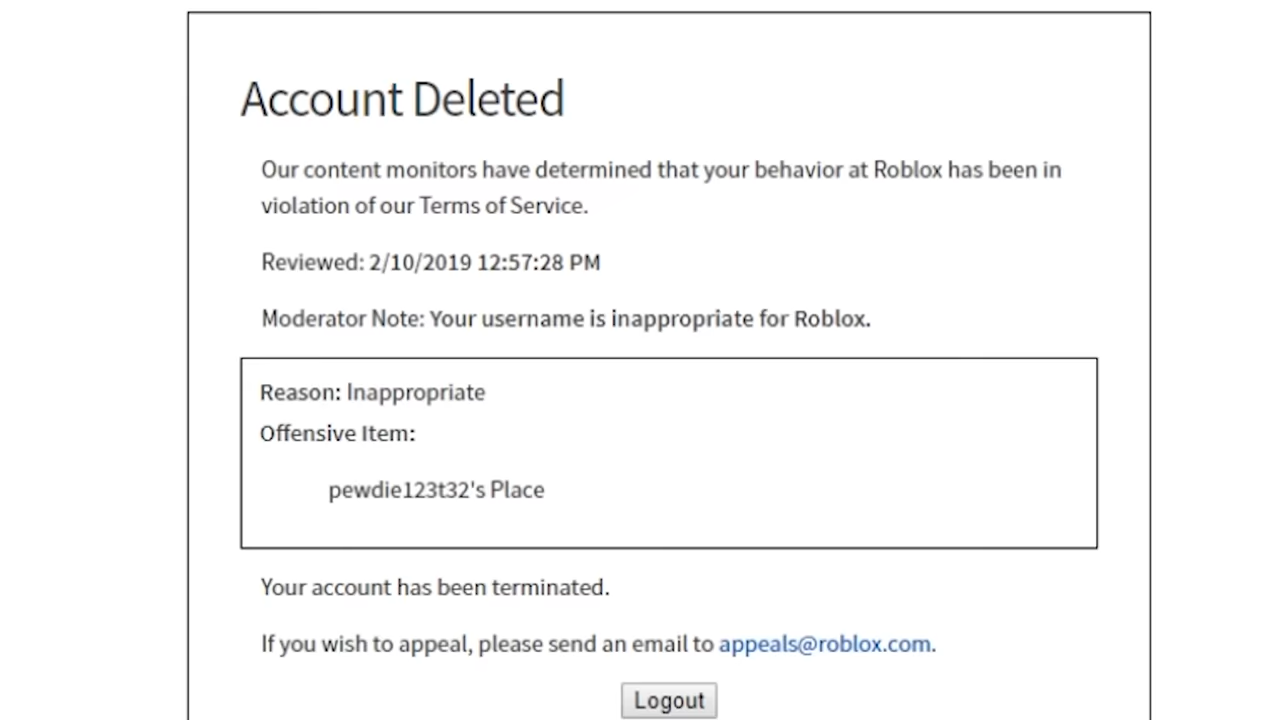 Account Deleted
Our content monitors have determined that your behavior at Roblox has been in
violation of our Terms of Service.
Reviewed: 2/10/2019 12:57:28 PM
Moderator Note: Your username is inappropriate for Roblox.
Reason: Inappropriate
Offensive Item:
pewdie123t32's Place
Your account has been terminated.
If you wish to appeal, please send an email to appeals@roblox.com.
Logout